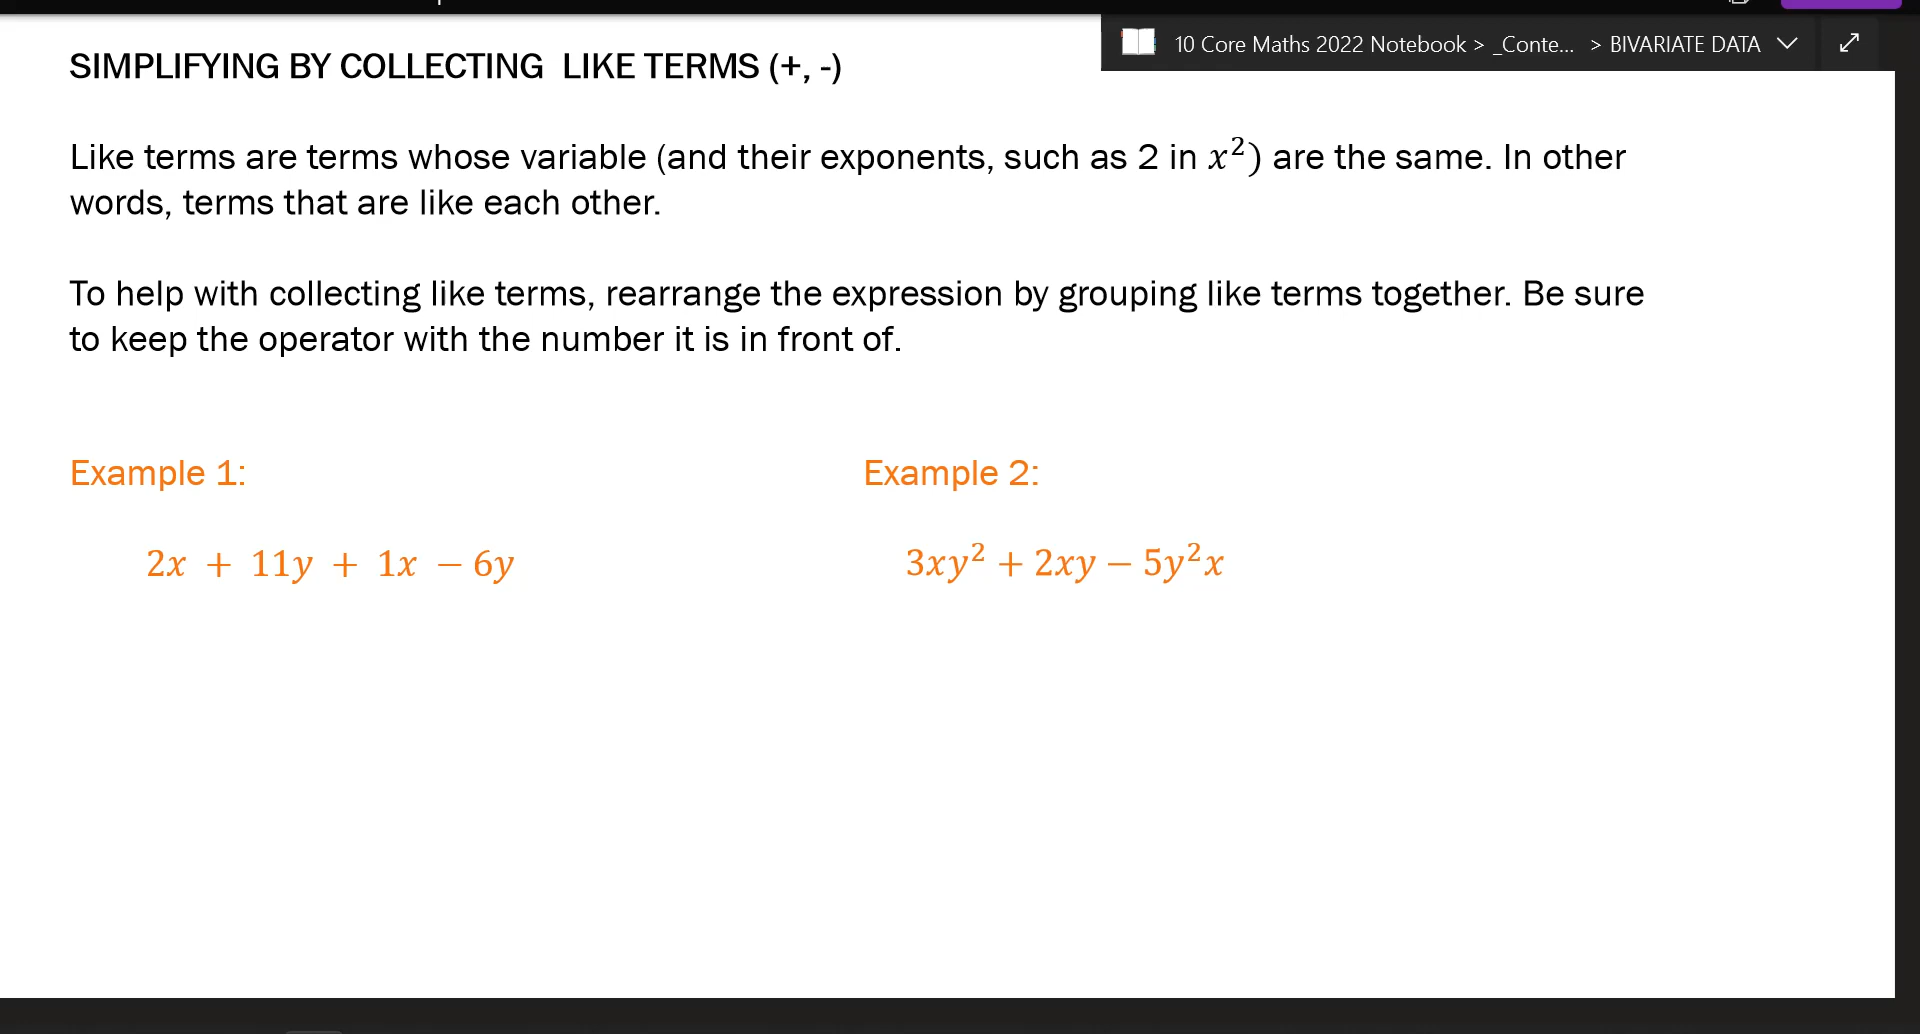 10 Core Maths 2022 Notebook > _Conte... > BIVARIATE DATA
SIMPLIFYING BY COLLECTING LIKE TERMS (+, -)
Like terms are terms whose variable (and their exponents, such as 2 in x²) are the same. In other
words, terms that are like each other.
To help with collecting like terms, rearrange the expression by grouping like terms together. Be sure
to keep the operator with the number it is in front of.
Example 1:
2x + 11y + 1x − 6y
Example 2:
3xy² + 2xy − 5y²x